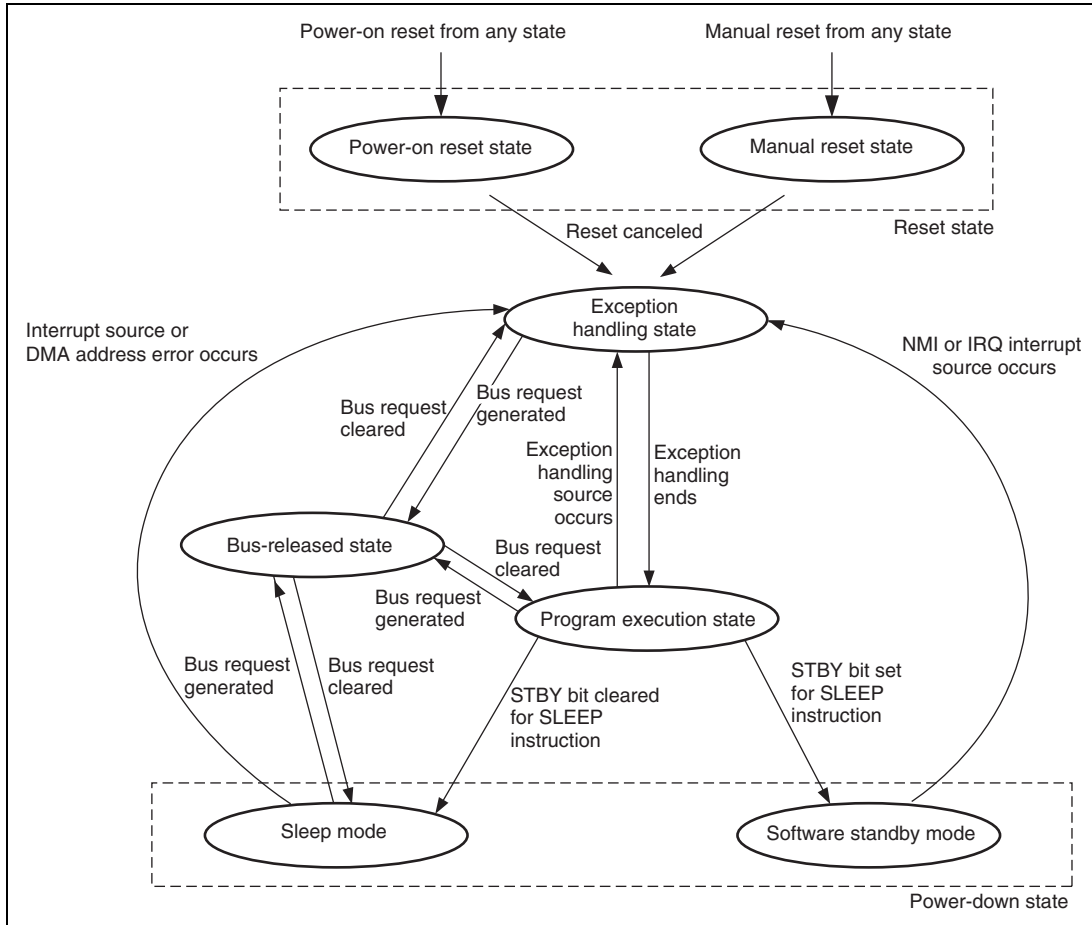 Power-on reset from any state
Manual reset from any state
Power-on reset state
Manual reset state
Reset state
Reset canceled
Exception
handling state
Interrupt source or
DMA address error occurs
NMI or IRQ interrupt
source occurs
Bus request
cleared
Bus request
generated
Exception
handling
source
occurs
Exception
handling
ends
Bus-released state
Bus request
cleared
Bus request
generated
Program execution state
Bus request
generated
Bus request
cleared
STBY bit cleared
for SLEEP
instruction
STBY bit set
for SLEEP
instruction
Sleep mode
Software standby mode
Power-down state